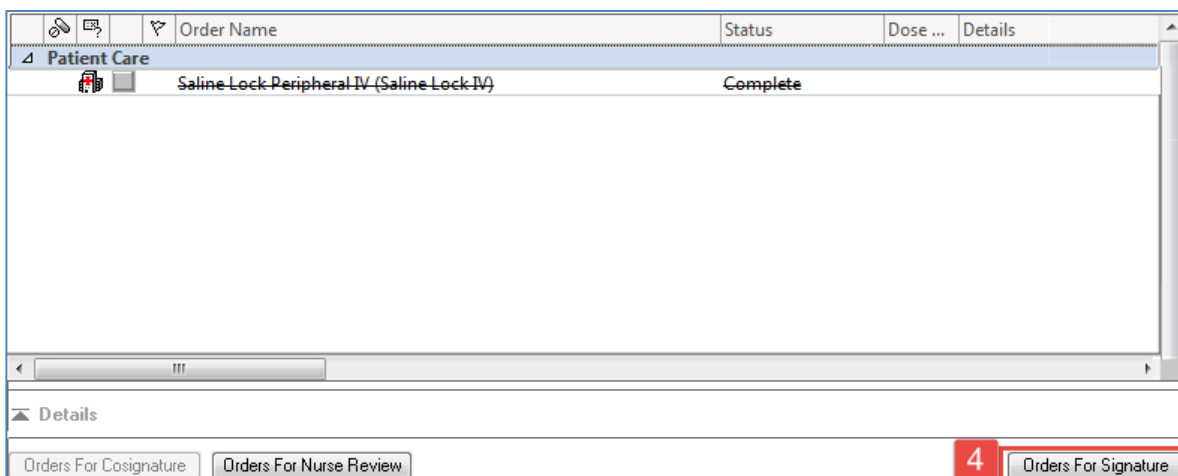 Order Name Status Dose ... Details
Patient Care
Saline Lock Peripheral IV (Saline Lock IV) Complete
Details
Orders For Cosignature Orders For Nurse Review 4 Orders For Signature